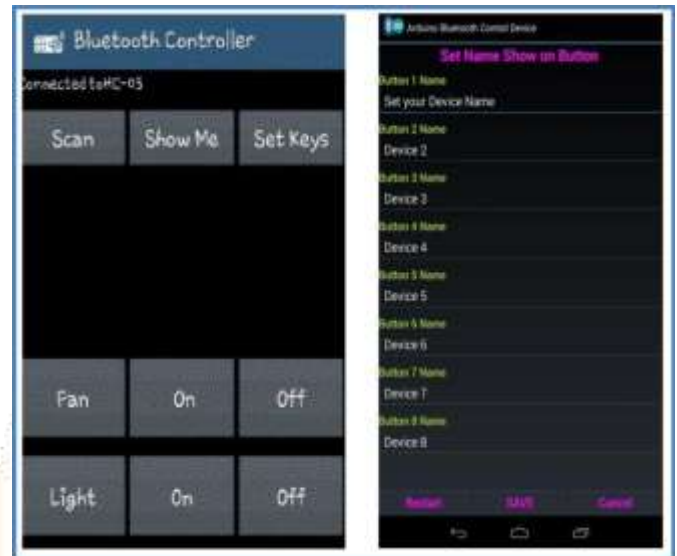 Bluetooth Controller
Connected to HC-05
Scan Show Me Set Keys
Fan On Off
Light On Off
Arduino Bluetooth Control Device
Set Name Show on Button
Button 1 Name
Set your Device Name
Button 2 Name
Device 2
Button 3 Name
Device 3
Button 4 Name
Device 4
Button 5 Name
Device 5
Button 6 Name
Device 6
Button 7 Name
Device 7
Button 8 Name
Device 8
Restart SAVE Cancel